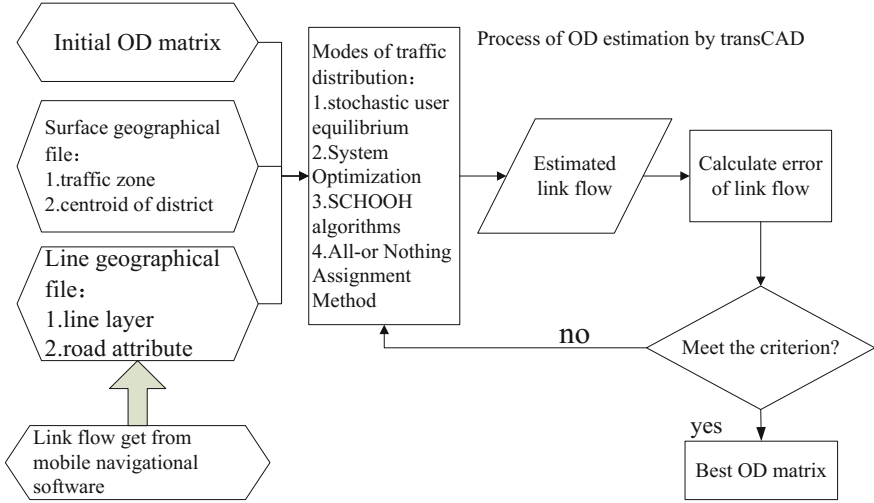 Initial OD matrix
Surface geographical
file：
1.traffic zone
2.centroid of district
Line geographical
file：
1.line layer
2.road attribute
Link flow get from
mobile navigational
software
Modes of traffic
distribution：
1.stochastic user
equilibrium
2.System
Optimization
3.SCHOOH
algorithms
4.All-or Nothing
Assignment
Method
Process of OD estimation by transCAD
Estimated
link flow
Calculate error
of link flow
Meet the criterion?
no
yes
Best OD matrix